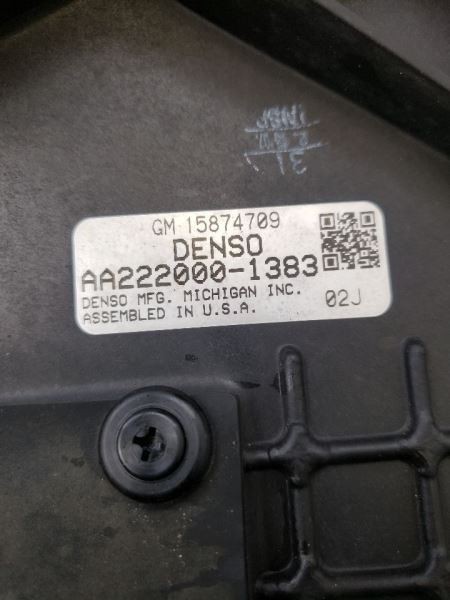 GM 15874709
DENSO
AA222000-1383
DENSO MFG. MICHIGAN INC.
ASSEMBLED IN U.S.A.
02J